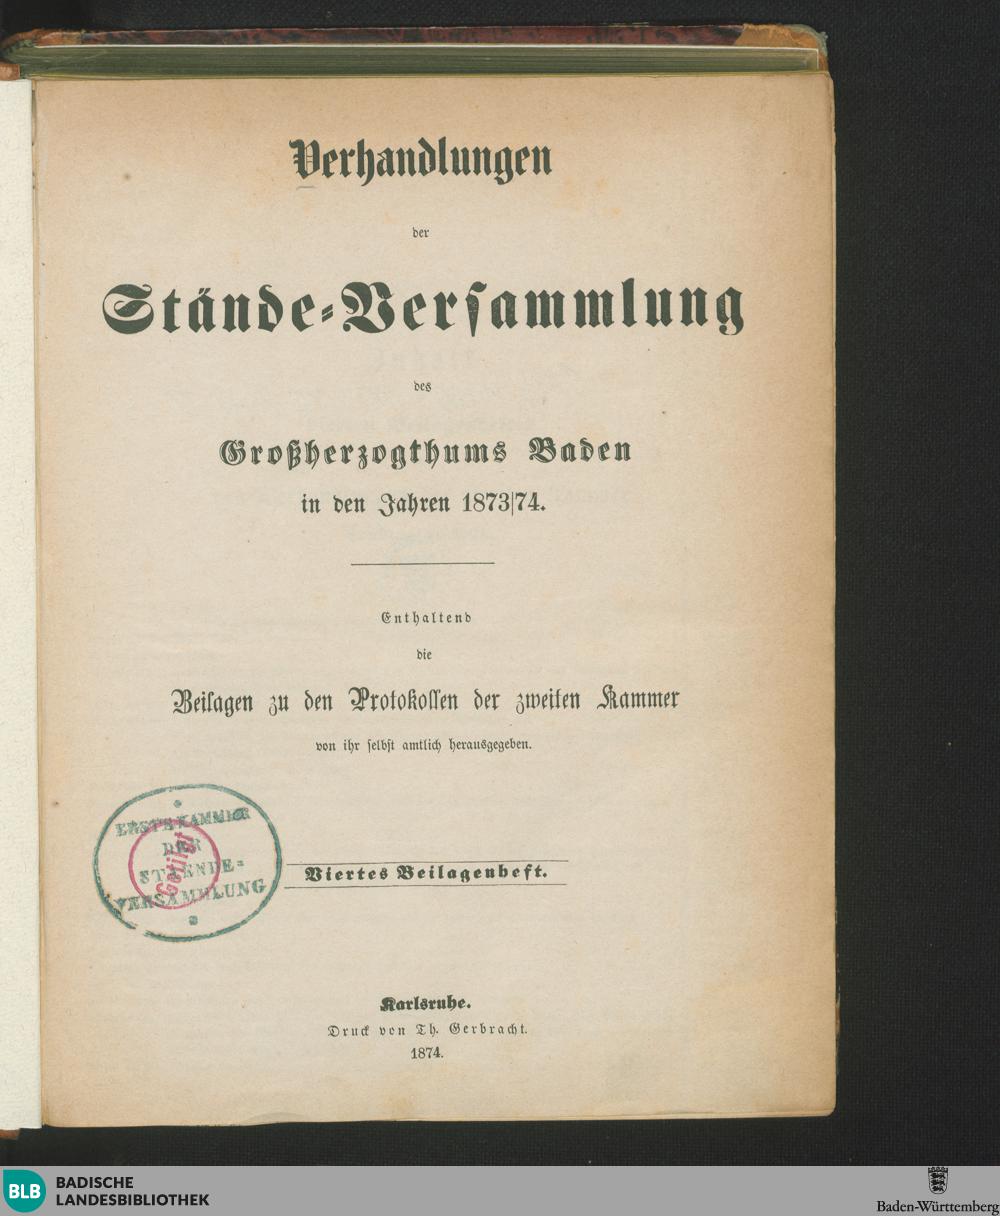 Verhandlungen
der
Stände-Versammlung
des
Großherzogthums Baden
in den Jahren 1873/74.
Enthaltend
die
Beilagen zu den Protokollen der zweiten Kammer
von ihr selbst amtlich herausgegeben.
ERSTE KAMMER
DER
STAENDE-
VERSAMMLUNG
Getilgt
Viertes Beilagenheft.
Karlsruhe.
Druck von Th. Gerbracht.
1874.
BLB
BADISCHE
LANDESBIBLIOTHEK
Baden-Württemberg